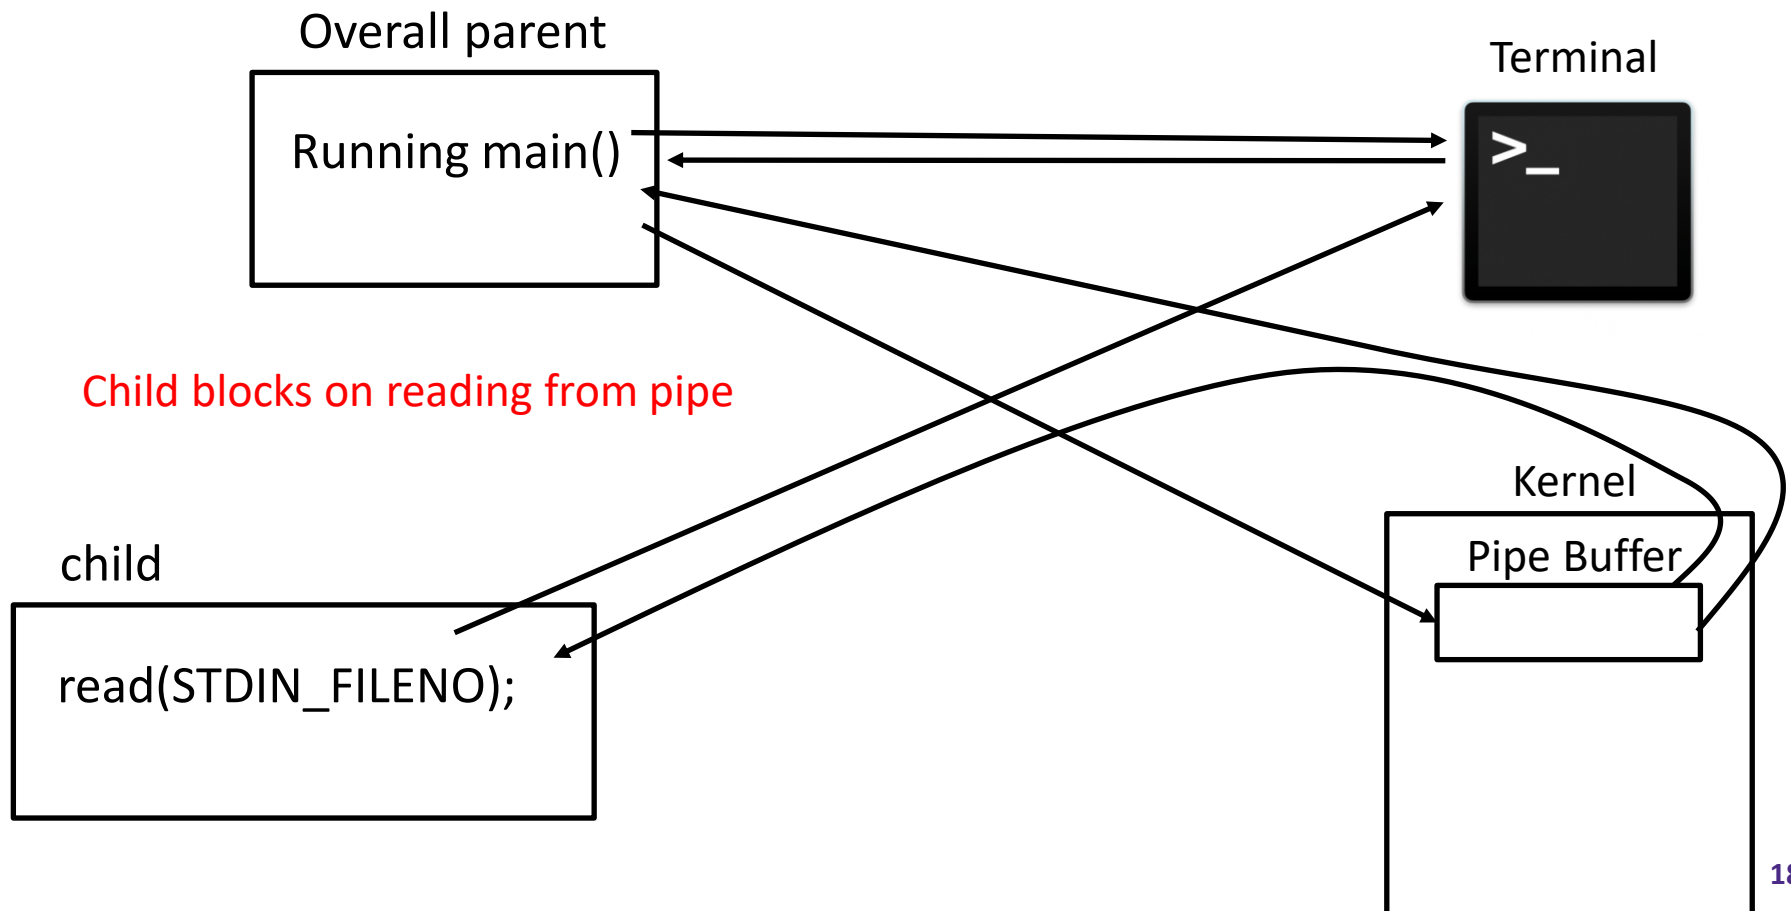 Overall parent
Terminal
Running main()
>_
Child blocks on reading from pipe
Kernel
Pipe Buffer
child
read(STDIN_FILENO);